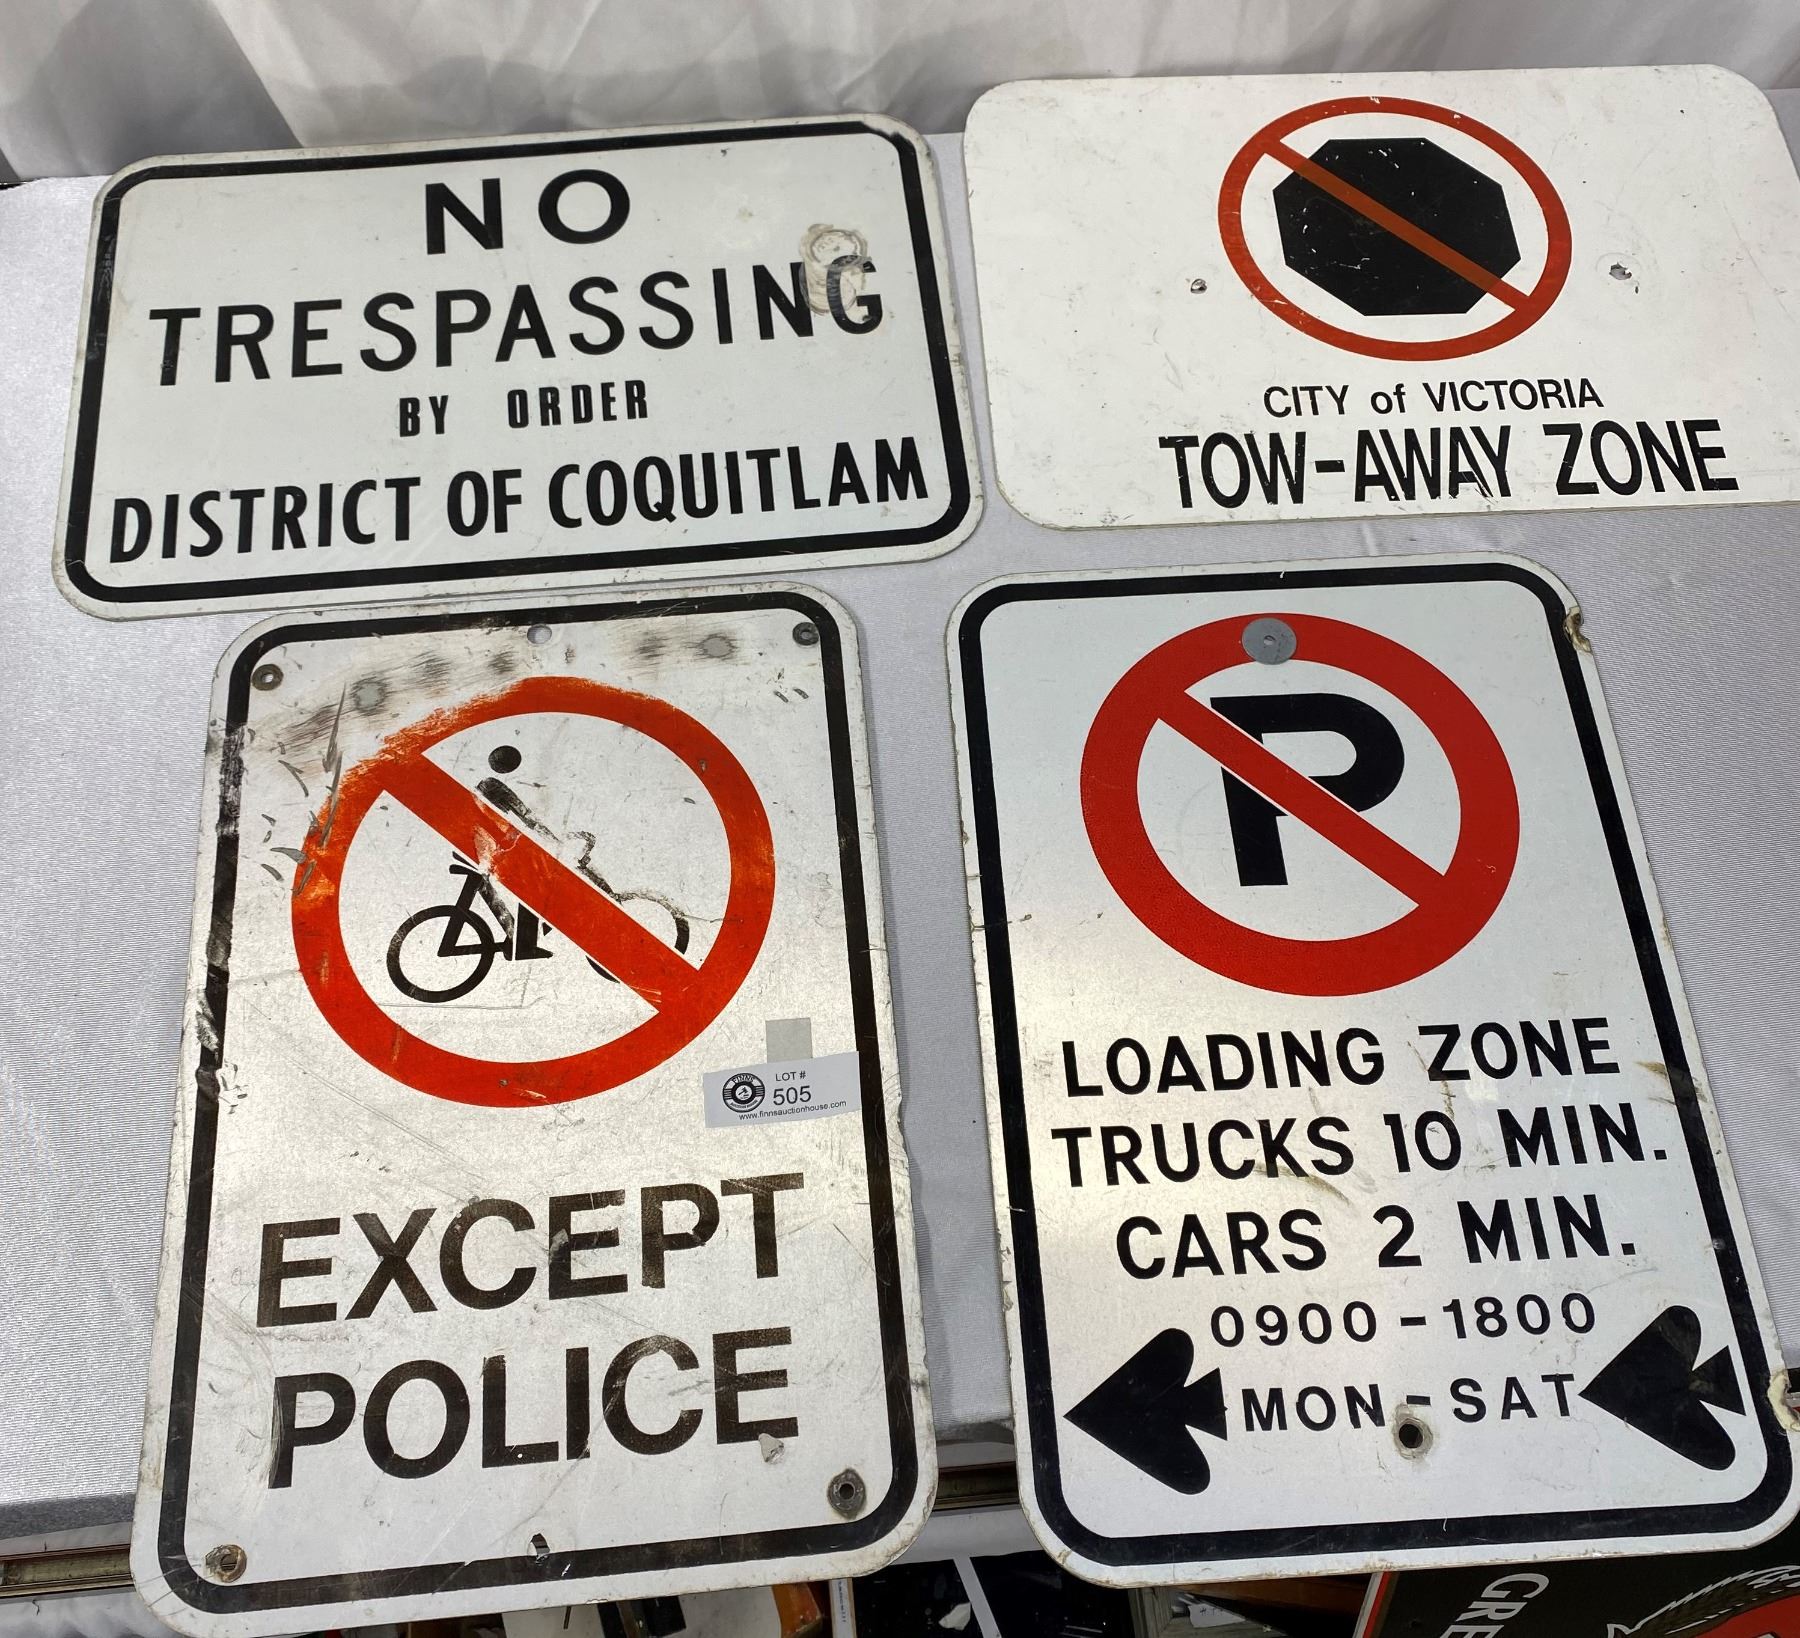 NO
TRESPASSING
BY ORDER
DISTRICT OF COQUITLAM
CITY of VICTORIA
TOW-AWAY ZONE
LOT #
505
www.finnsauctionhouse.com
EXCEPT
POLICE
P
LOADING ZONE
TRUCKS 10 MIN.
CARS 2 MIN.
0900-1800
MON-SAT
GRE